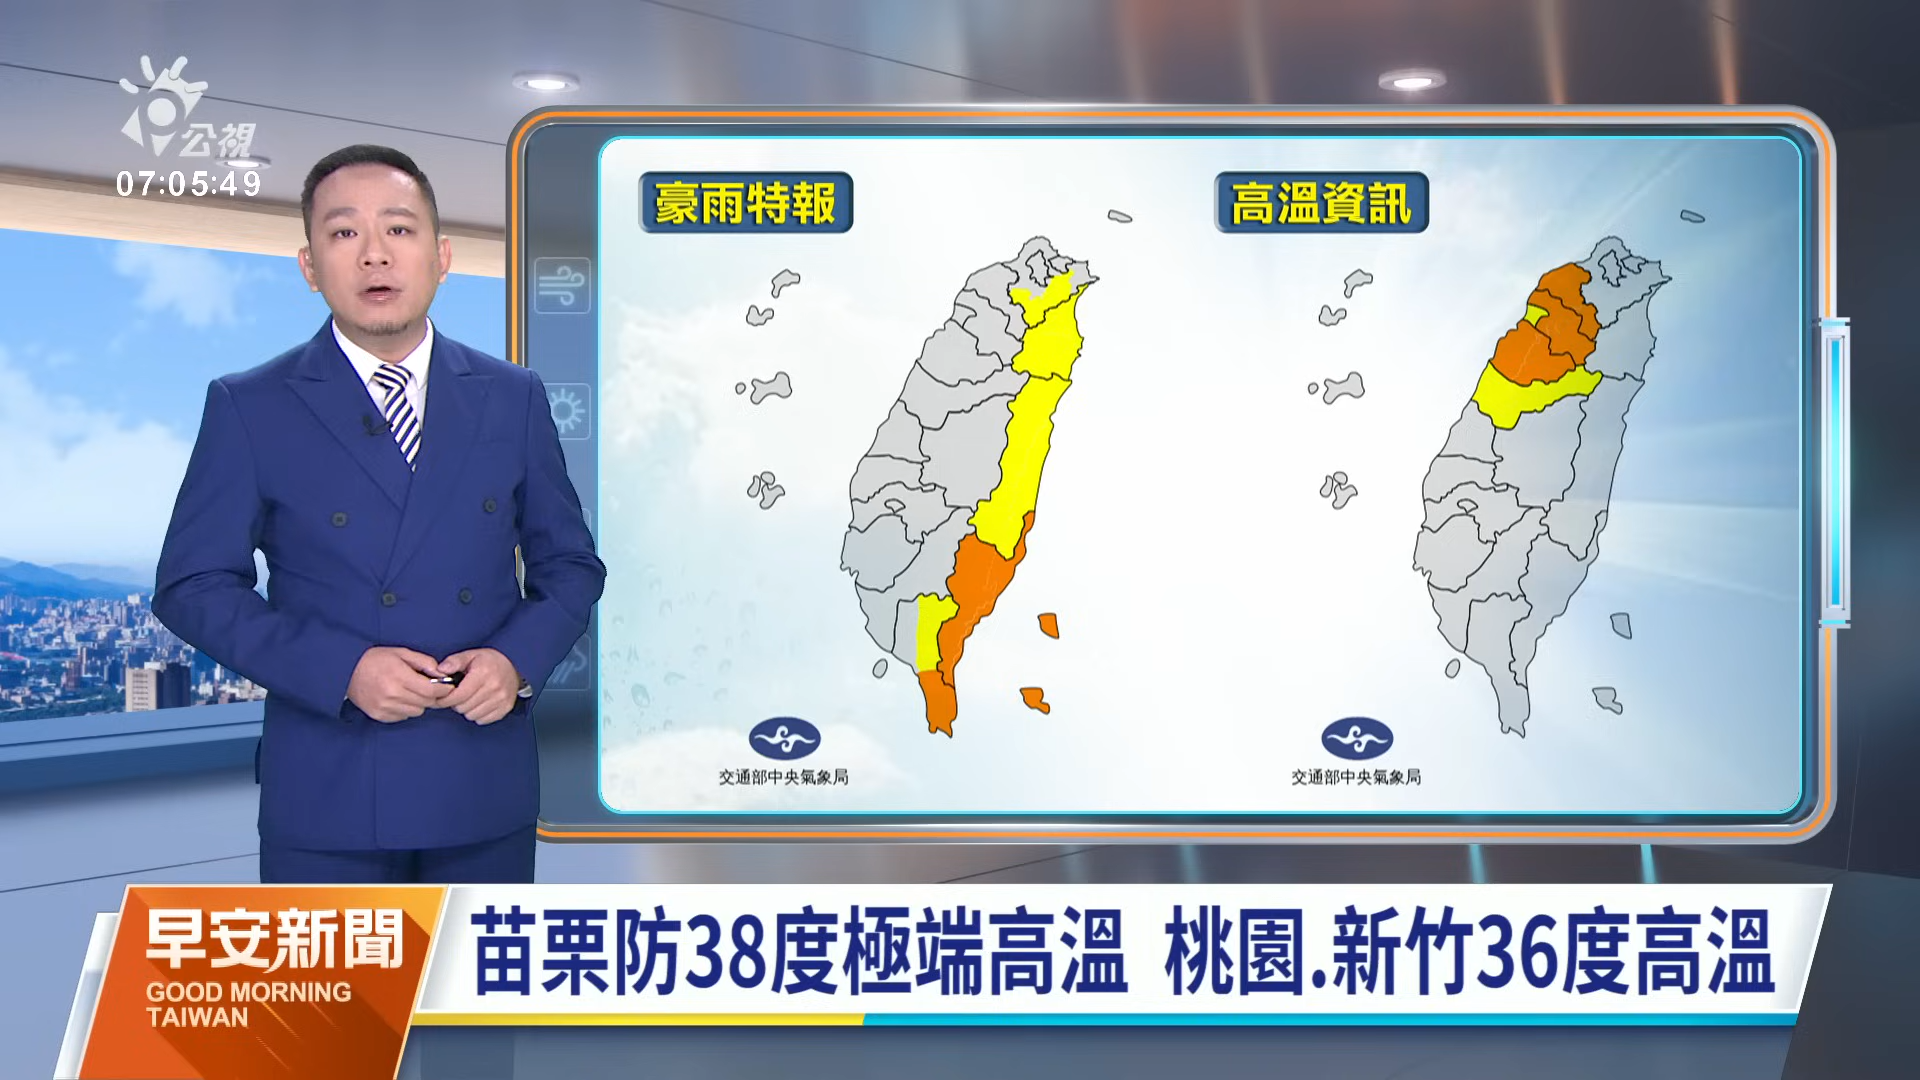 公視
07:05:49
豪雨特報
高溫資訊
交通部中央氣象局
交通部中央氣象局
早安新聞
GOOD MORNING
TAIWAN
苗栗防38度極端高溫 桃園.新竹36度高溫